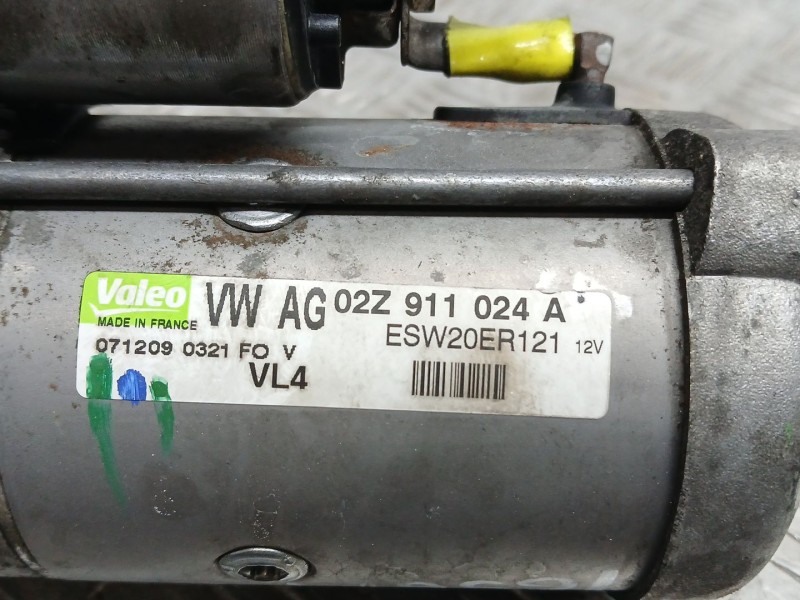 Valeo
VW AG 02Z 911 024 A
MADE IN FRANCE
ESW20ER121 12V
071209 0321 FO V
VL4